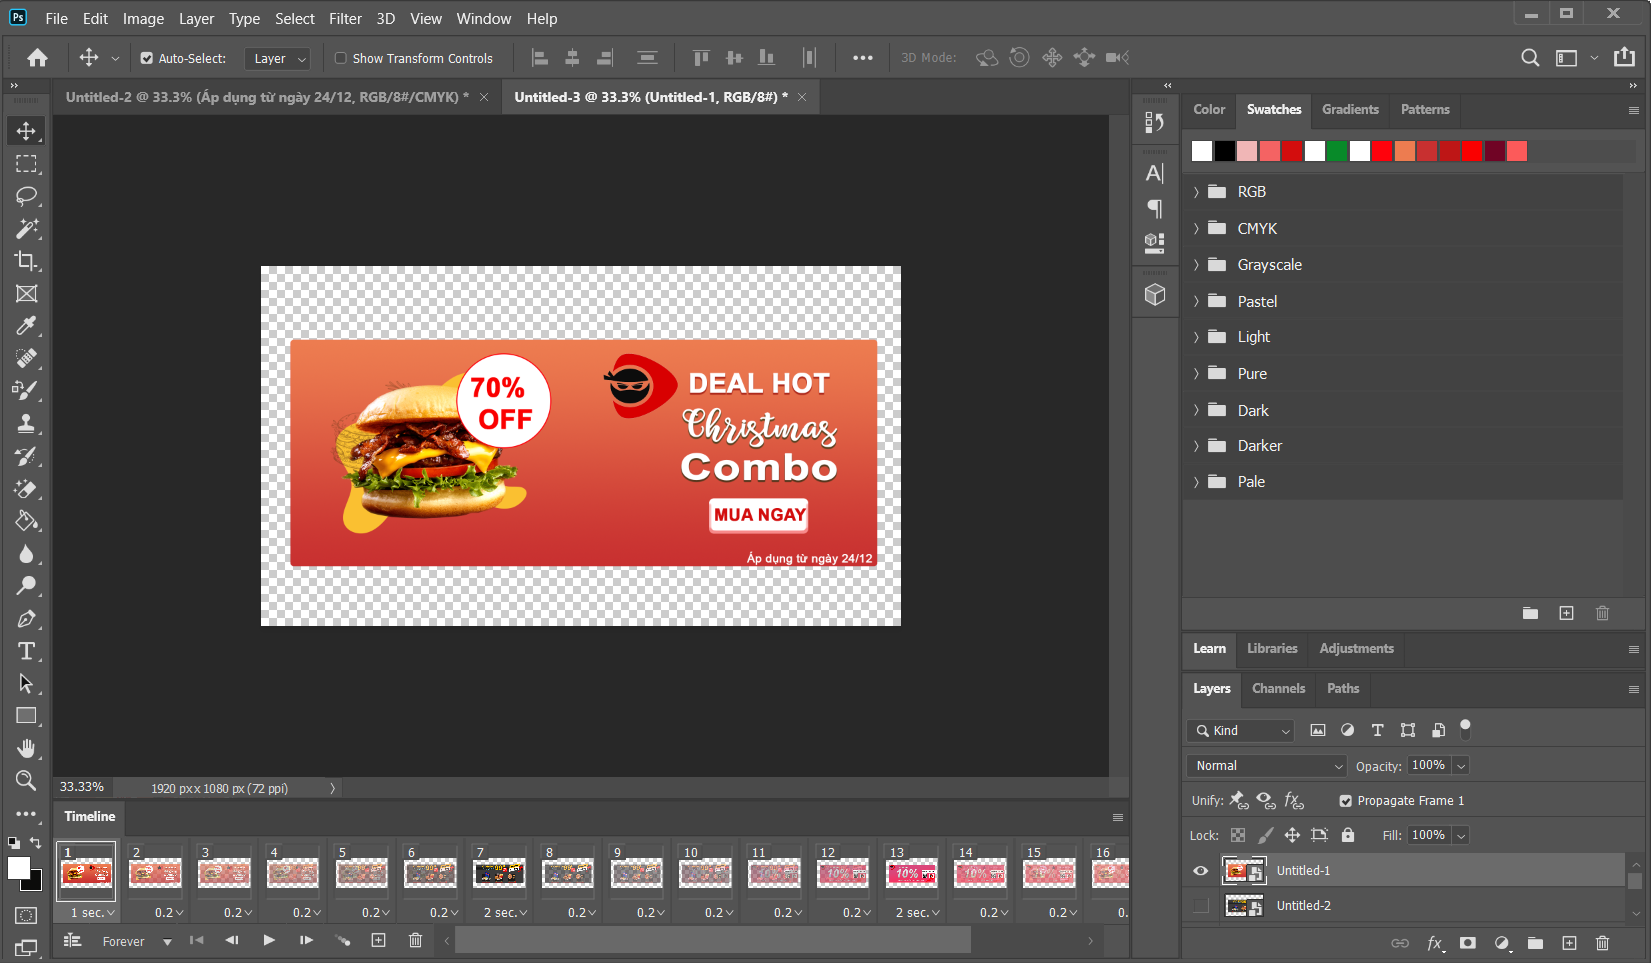 Ps File Edit Image Layer Type Select Filter 3D View Window Help
Auto-Select: Layer Show Transform Controls 3D Mode:
Untitled-2 @ 33.3% (Áp dụng từ ngày 24/12, RGB/8#/CMYK) * ×
Untitled-3 @ 33.3% (Untitled-1, RGB/8#) * ×
70%
OFF
DEAL HOT
Christmas
Combo
MUA NGAY
Áp dụng từ ngày 24/12
33.33% 1920 px x 1080 px (72 ppi)
Timeline
1 2 3 4 5 6 7 8 9 10 11 12 13 14 15 16
10% 10% 10% 10%
1 sec. 0.2 0.2 0.2 0.2 0.2 2 sec. 0.2 0.2 0.2 0.2 0.2 2 sec. 0.2 0.2 0.
Forever
Color Swatches Gradients Patterns
RGB
CMYK
Grayscale
Pastel
Light
Pure
Dark
Darker
Pale
Learn Libraries Adjustments
Layers Channels Paths
Kind
Normal Opacity: 100%
Unify: Propagate Frame 1
Lock: Fill: 100%
Untitled-1
Untitled-2
fx